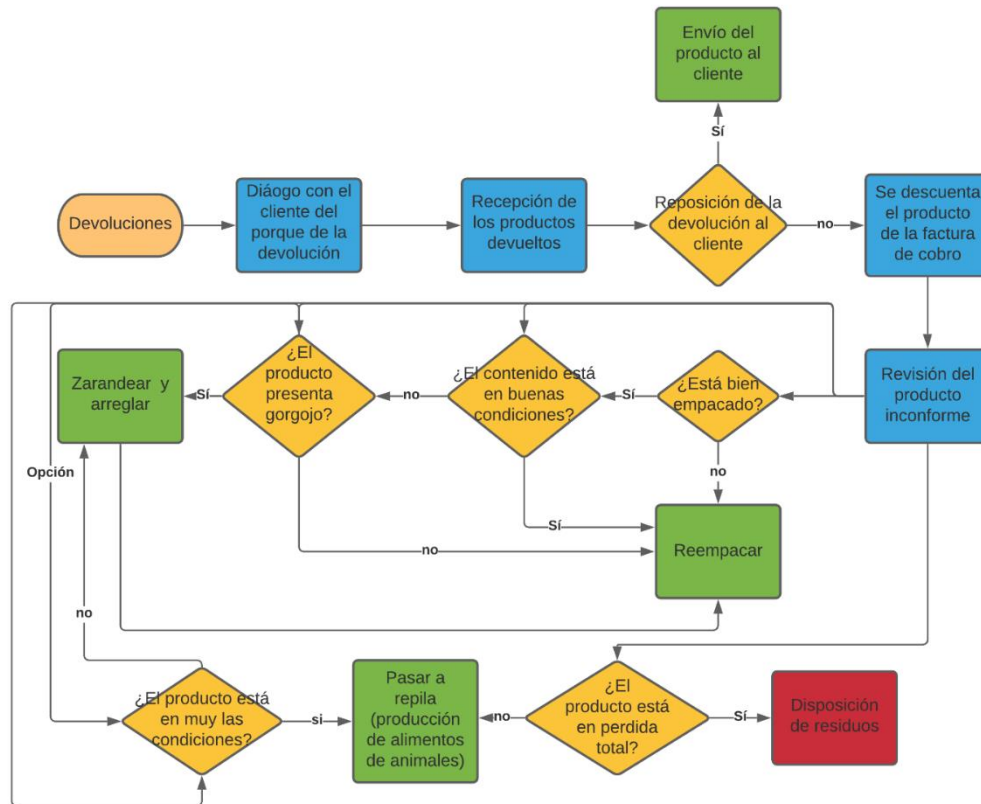 Envío del
producto al
cliente
Sí
Devoluciones
Diáogo con el
cliente del
porque de la
devolución
Recepción de
los productos
devueltos
Reposición de la
devolución al
cliente
no
Se descuenta
el producto
de la factura
de cobro
Zarandear y
arreglar
Sí
¿El
producto
presenta
gorgojo?
no
¿El contenido está
en buenas
condiciones?
Sí
¿Está bien
empacado?
Revisión del
producto
inconforme
Opción
no
Sí
no
Reempacar
no
¿El producto está
en muy las
condiciones?
si
Pasar a
repila
(producción
de alimentos
de animales)
no
¿El
producto está
en perdida
total?
Sí
Disposición
de residuos